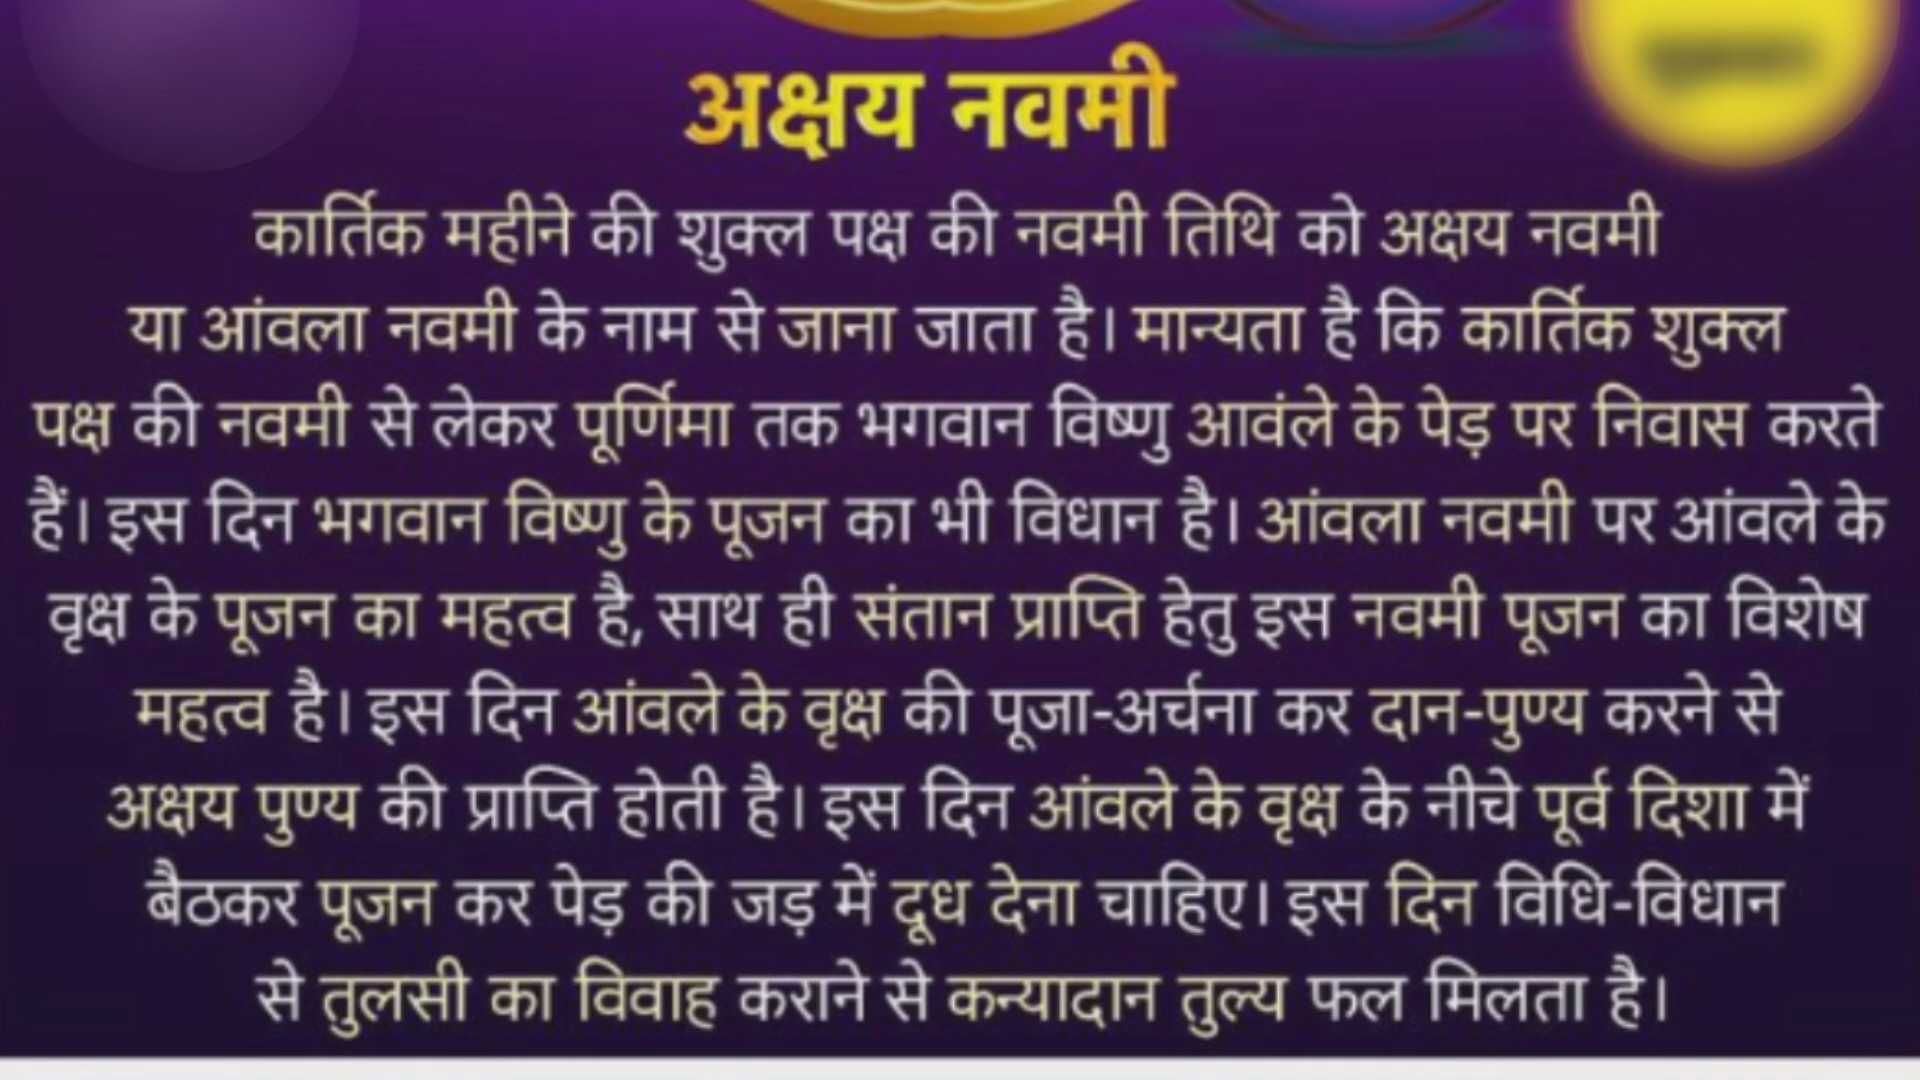 अक्षय नवमी
कार्तिक महीने की शुक्ल पक्ष की नवमी तिथि को अक्षय नवमी
या आंवला नवमी के नाम से जाना जाता है। मान्यता है कि कार्तिक शुक्ल
पक्ष की नवमी से लेकर पूर्णिमा तक भगवान विष्णु आवंले के पेड़ पर निवास करते
हैं। इस दिन भगवान विष्णु के पूजन का भी विधान है। आंवला नवमी पर आंवले के
वृक्ष के पूजन का महत्व है, साथ ही संतान प्राप्ति हेतु इस नवमी पूजन का विशेष
महत्व है। इस दिन आंवले के वृक्ष की पूजा-अर्चना कर दान-पुण्य करने से
अक्षय पुण्य की प्राप्ति होती है। इस दिन आंवले के वृक्ष के नीचे पूर्व दिशा में
बैठकर पूजन कर पेड़ की जड़ में दूध देना चाहिए। इस दिन विधि-विधान
से तुलसी का विवाह कराने से कन्यादान तुल्य फल मिलता है।